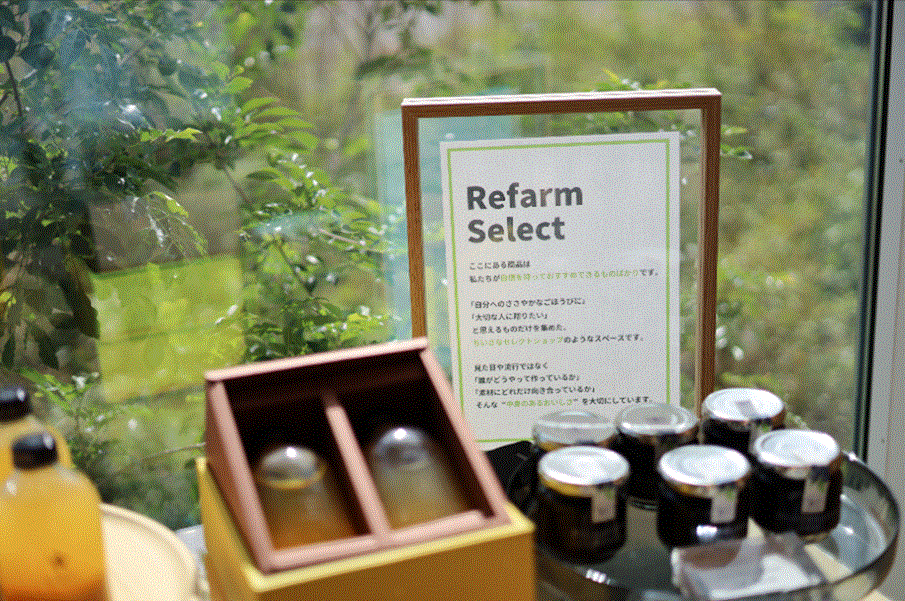 Refarm
Select
ここにある商品は
私たちが自信を持っておすすめできるものばかりです。
「自分へのささやかなごほうびに」
「大切な人に贈りたい」
と思えるものだけを集めた、
ちいさなセレクトショップのようなスペースです。
見た目や流行ではなく
「誰がどうやって作っているか」
「素材にどれだけ向き合っているか」
そんな“中身のあるおいしさ”を大切にしています。